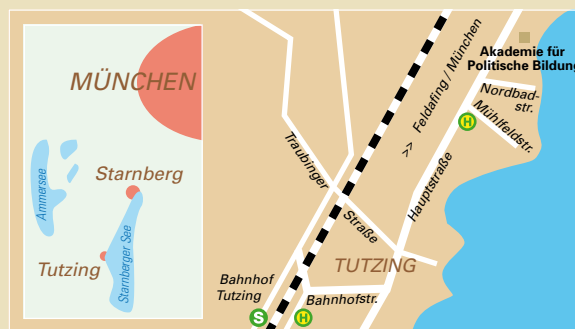 MÜNCHEN
Ammersee
Starnberg
Starnberger See
Tutzing
Akademie für
Politische Bildung
Nordbad-
str.
Mühlfeldstr.
H
>> Feldafing / München
Hauptstraße
Traubinger
Straße
TUTZING
Bahnhof
Tutzing
Bahnhofstr.
S
H